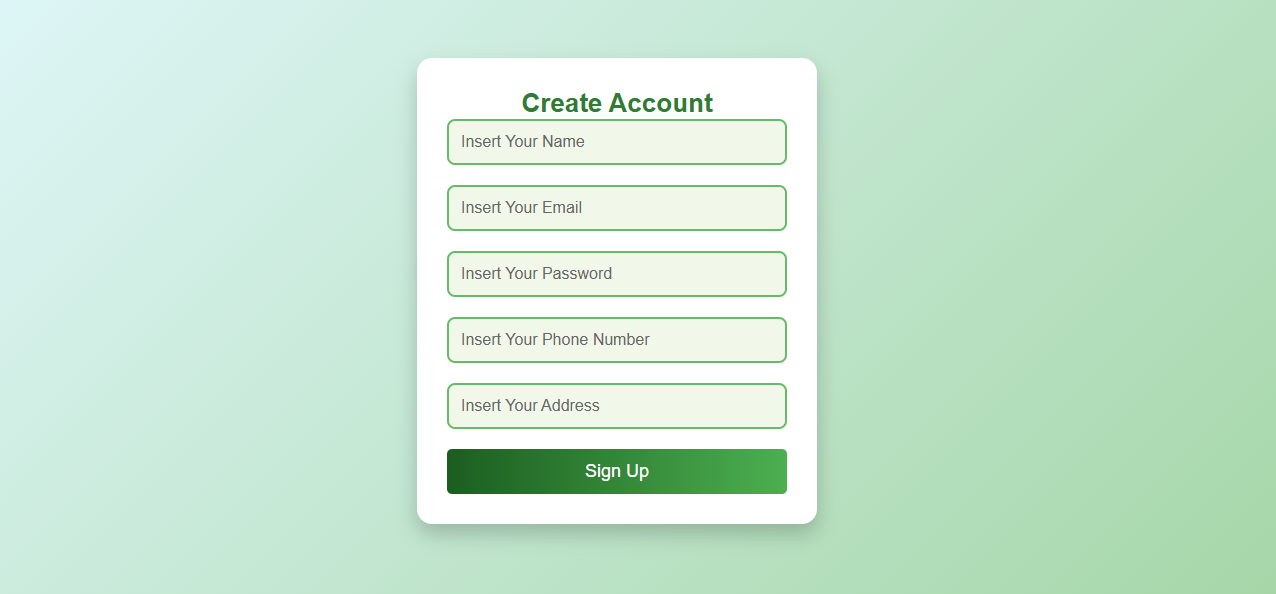 Create Account
Insert Your Name
Insert Your Email
Insert Your Password
Insert Your Phone Number
Insert Your Address
Sign Up